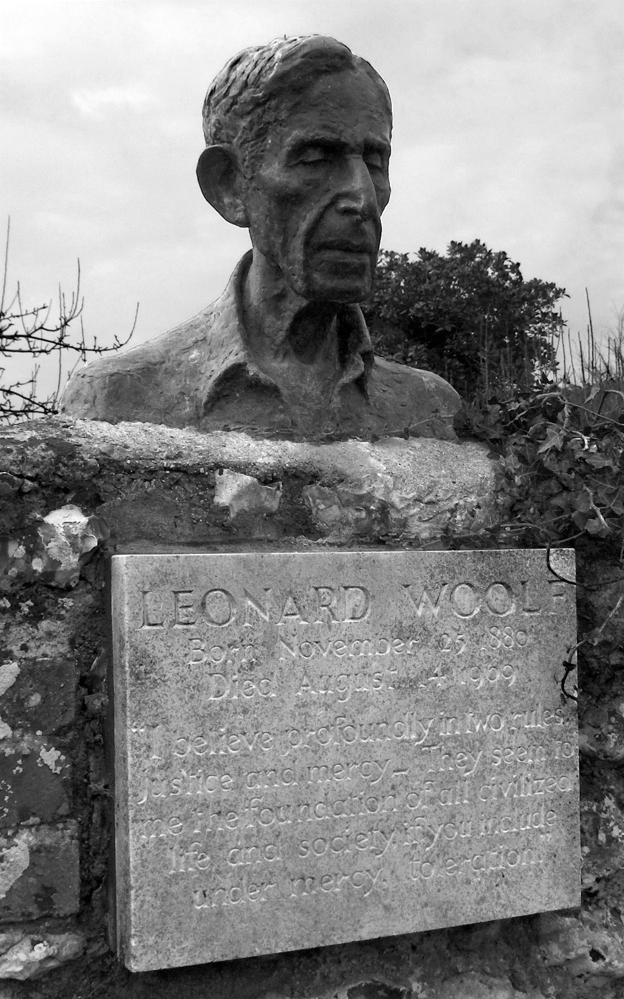 LEONARD WOOLF
Born November 25 1880
Died August 14 1969
"I believe profoundly in two rules.
Justice and mercy – They seem to
me the foundation of all civilized
life and society if you include
under mercy, toleration."